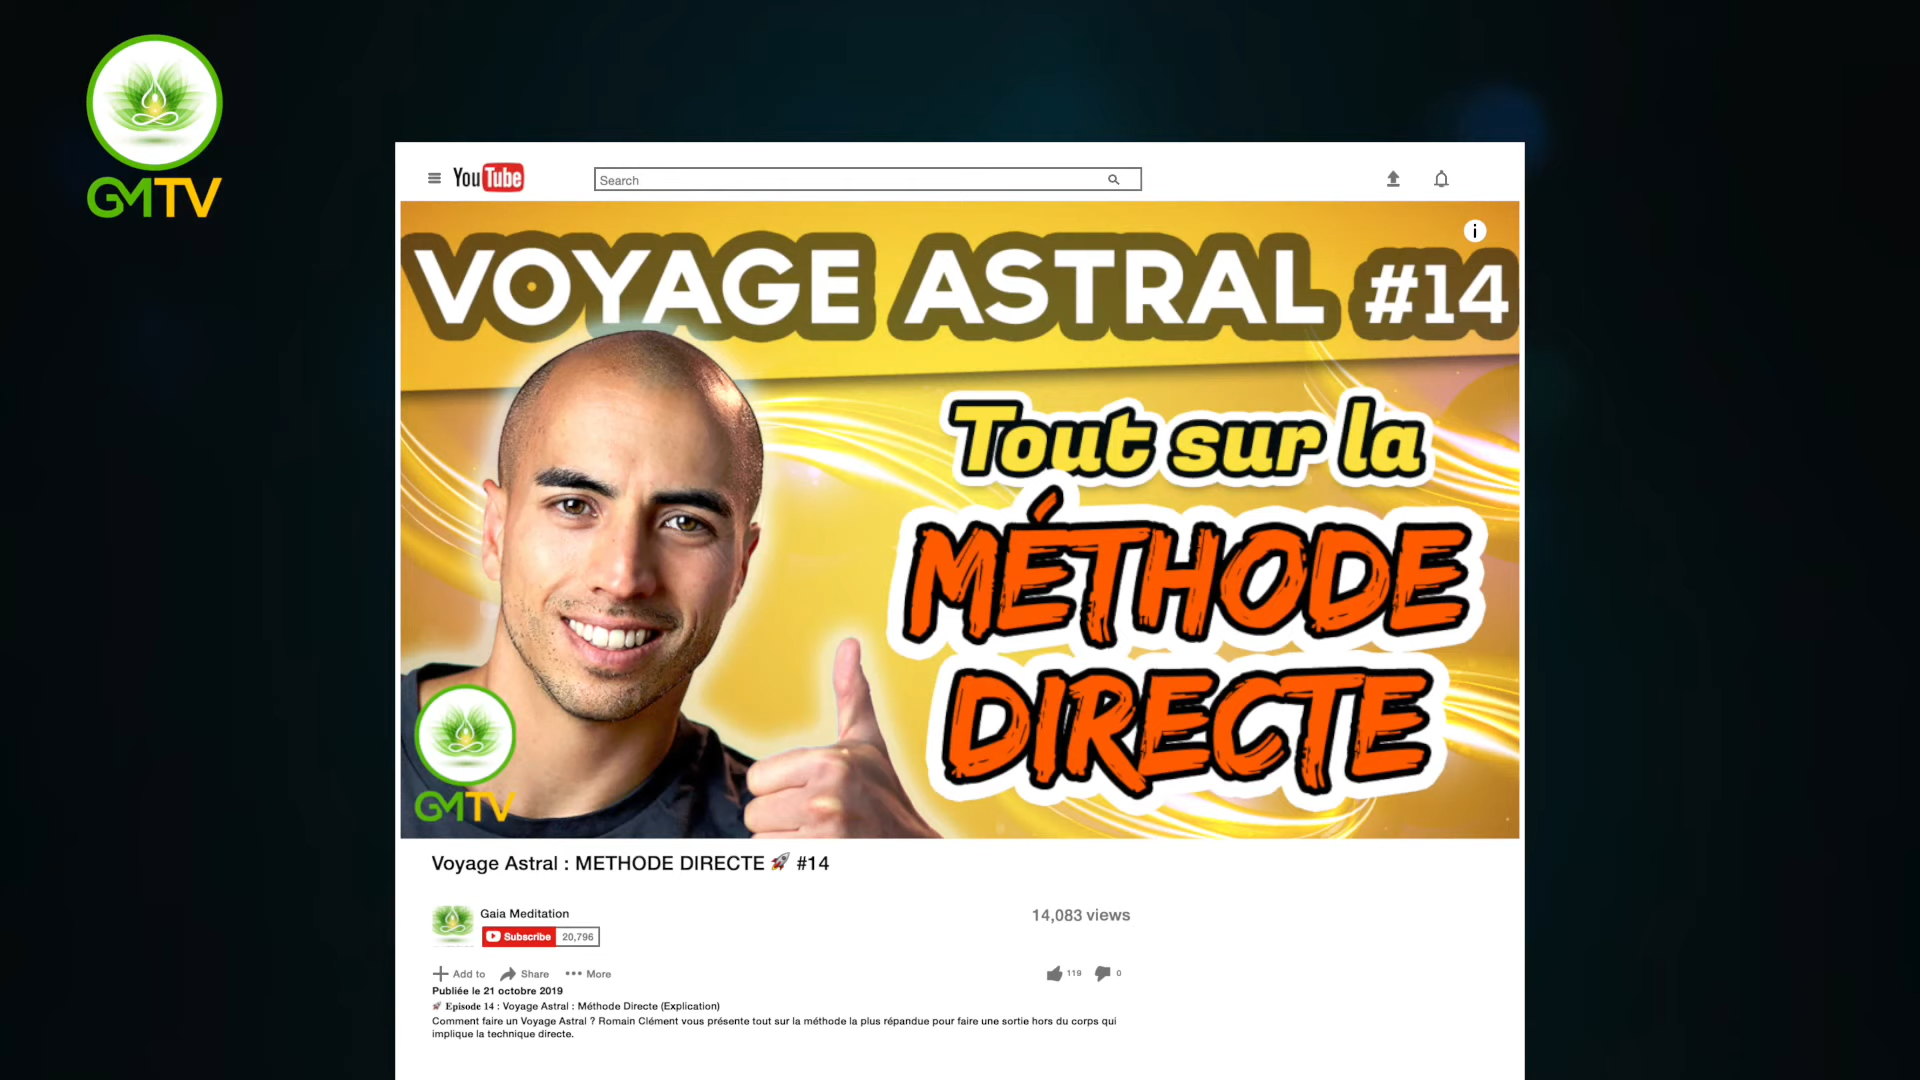 GMTV
YouTube
Search
i
VOYAGE ASTRAL #14
Tout sur la
MÉTHODE
DIRECTE
GMTV
Voyage Astral : METHODE DIRECTE 🚀 #14
Gaia Meditation
14,083 views
Subscribe 20,796
Add to Share More
119 0
Publiée le 21 octobre 2019
🚀 Episode 14 : Voyage Astral : Méthode Directe (Explication)
Comment faire un Voyage Astral ? Romain Clément vous présente tout sur la méthode la plus répandue pour faire une sortie hors du corps qui
implique la technique directe.